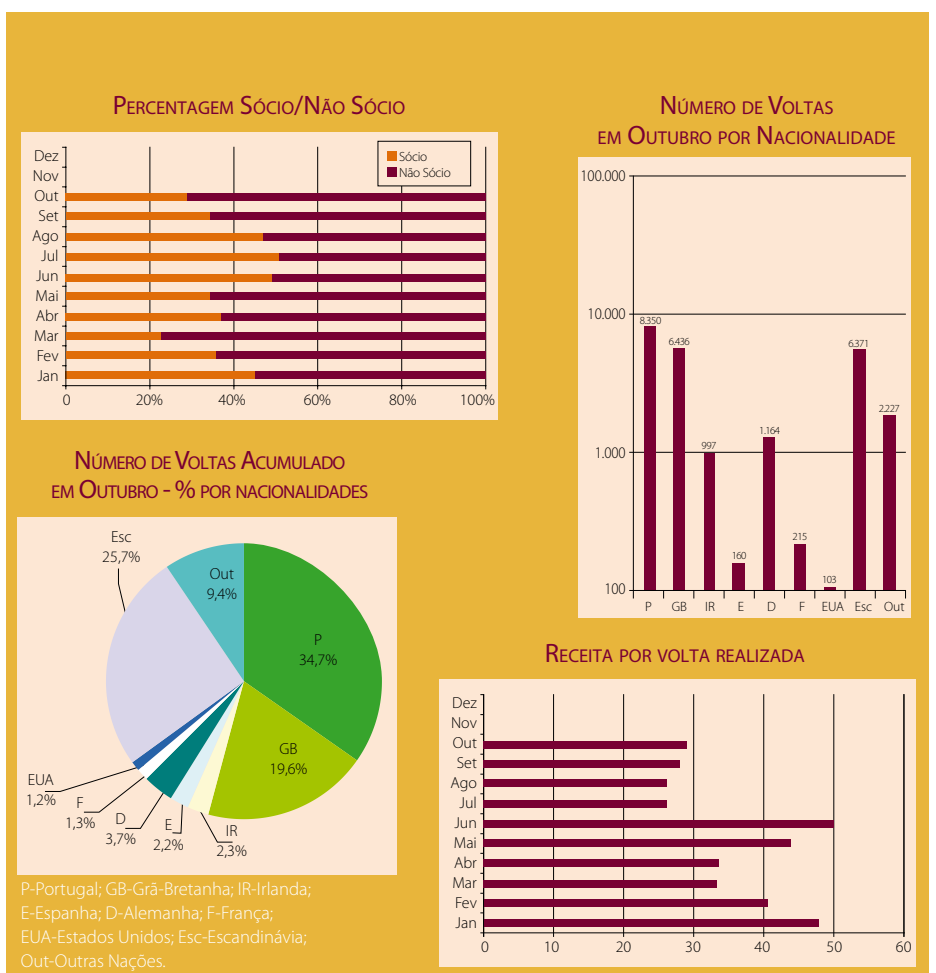 Percentagem Sócio/Não Sócio
Dez
Nov
Out
Set
Ago
Jul
Jun
Mai
Abr
Mar
Fev
Jan
0 20% 40% 60% 80% 100%
Sócio
Não Sócio
Número de Voltas
em Outubro por Nacionalidade
100.000
10.000
1.000
100
8.350 6.436 997 160 1.164 215 103 6.371 2.227
P GB IR E D F EUA Esc Out
Número de Voltas Acumulado
em Outubro - % por nacionalidades
Esc
25,7%
Out
9,4%
P
34,7%
GB
19,6%
EUA
1,2%
F
1,3%
D
3,7%
E
2,2%
IR
2,3%
P-Portugal; GB-Grã-Bretanha; IR-Irlanda;
E-Espanha; D-Alemanha; F-França;
EUA-Estados Unidos; Esc-Escandinávia;
Out-Outras Nações.
Receita por volta realizada
Dez
Nov
Out
Set
Ago
Jul
Jun
Mai
Abr
Mar
Fev
Jan
0 10 20 30 40 50 60